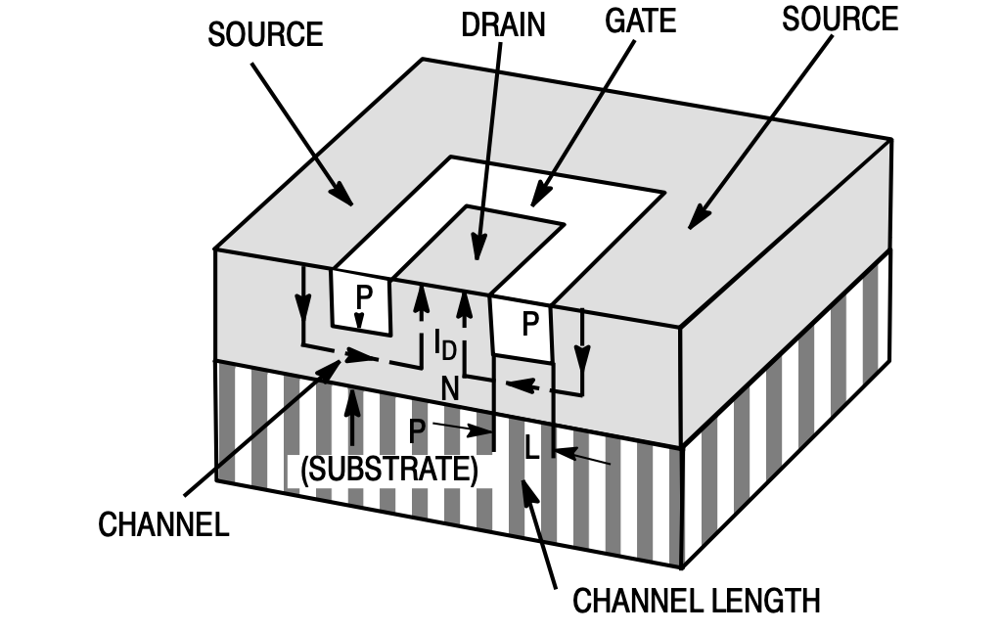 SOURCE
DRAIN
GATE
SOURCE
P
P
ID
N
P
L
(SUBSTRATE)
CHANNEL
CHANNEL LENGTH